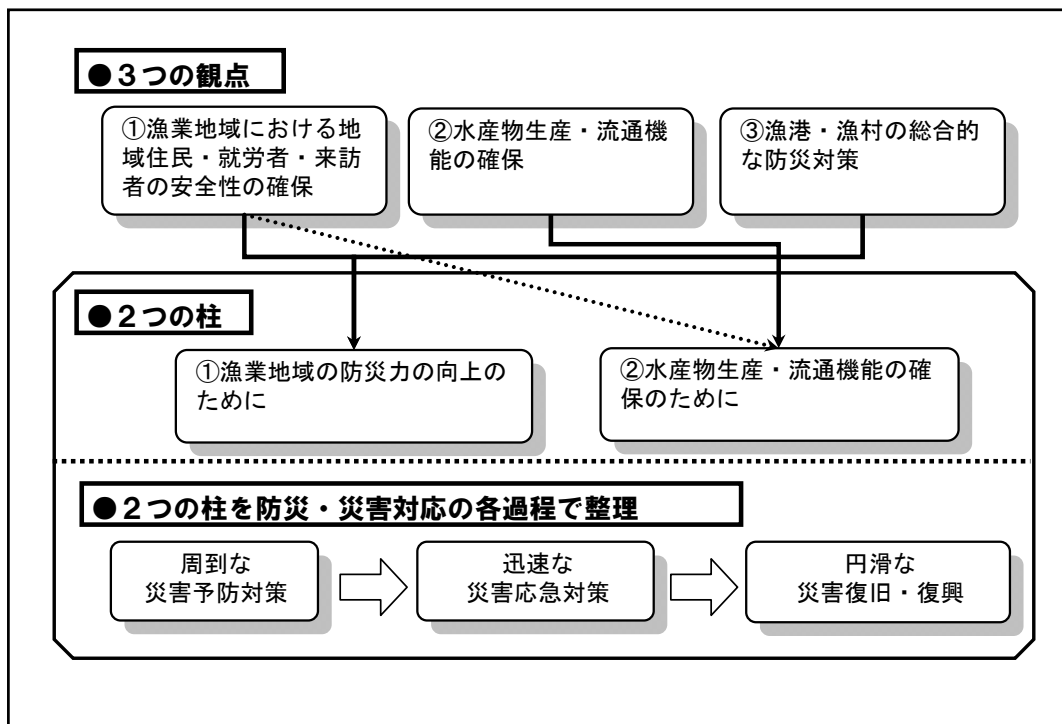 ●３つの観点
①漁業地域における地
域住民・就労者・来訪
者の安全性の確保
②水産物生産・流通機
能の確保
③漁港・漁村の総合的
な防災対策
●２つの柱
①漁業地域の防災力の向上の
ために
②水産物生産・流通機能の確
保のために
●２つの柱を防災・災害対応の各過程で整理
周到な
災害予防対策
迅速な
災害応急対策
円滑な
災害復旧・復興